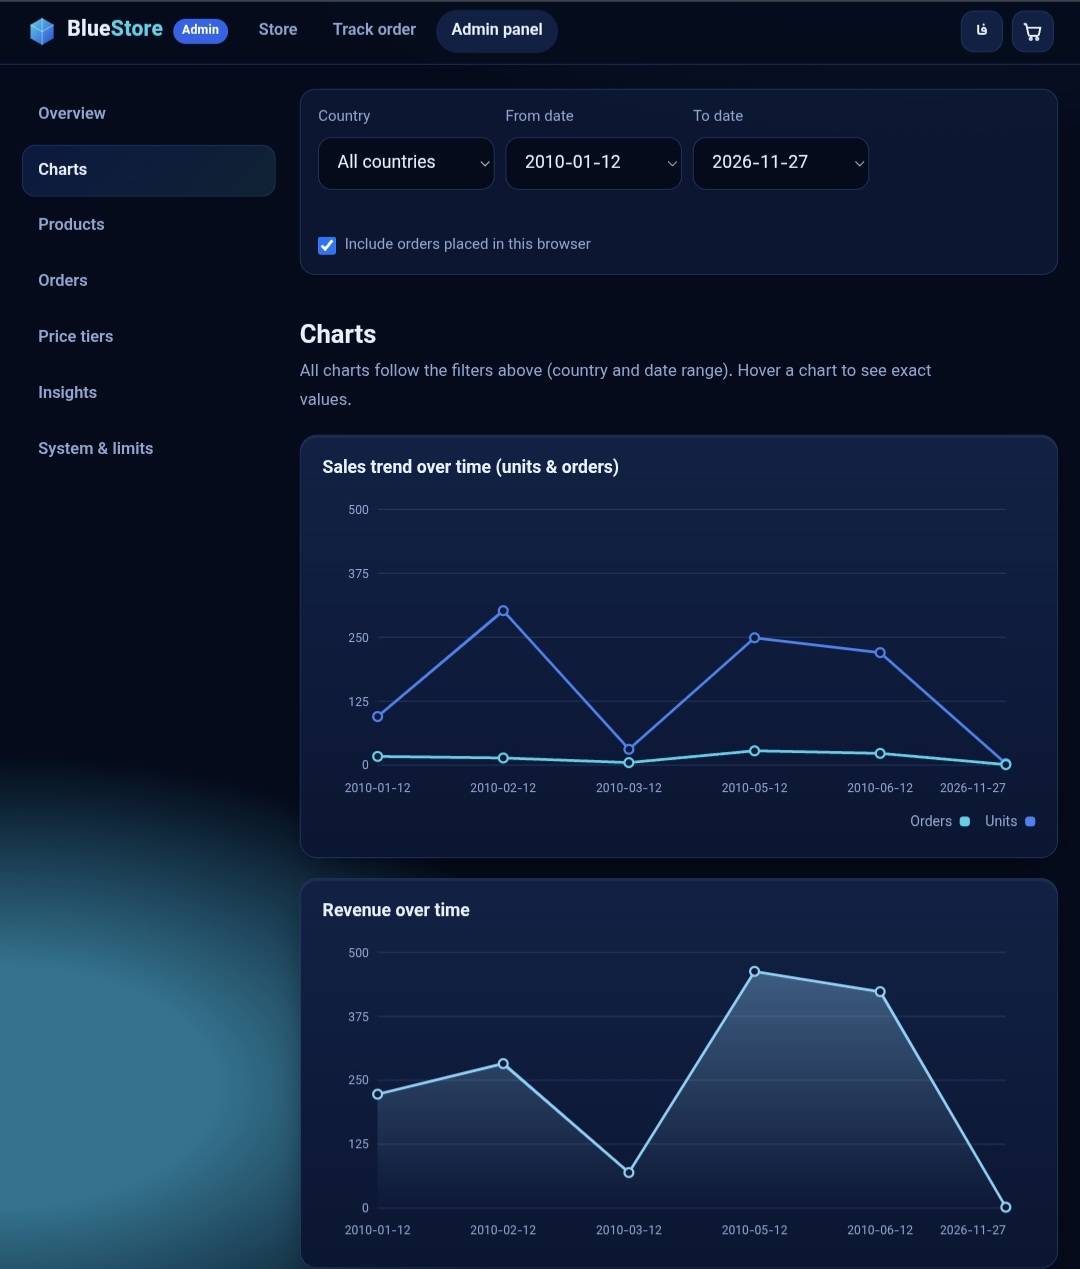 BlueStore Admin Store Track order Admin panel فا
Overview
Charts
Products
Orders
Price tiers
Insights
System & limits
Country From date To date
All countries 2010-01-12 2026-11-27
Include orders placed in this browser
Charts
All charts follow the filters above (country and date range). Hover a chart to see exact
values.
Sales trend over time (units & orders)
500
375
250
125
0
2010-01-12 2010-02-12 2010-03-12 2010-05-12 2010-06-12 2026-11-27
Orders Units
Revenue over time
500
375
250
125
0
2010-01-12 2010-02-12 2010-03-12 2010-05-12 2010-06-12 2026-11-27